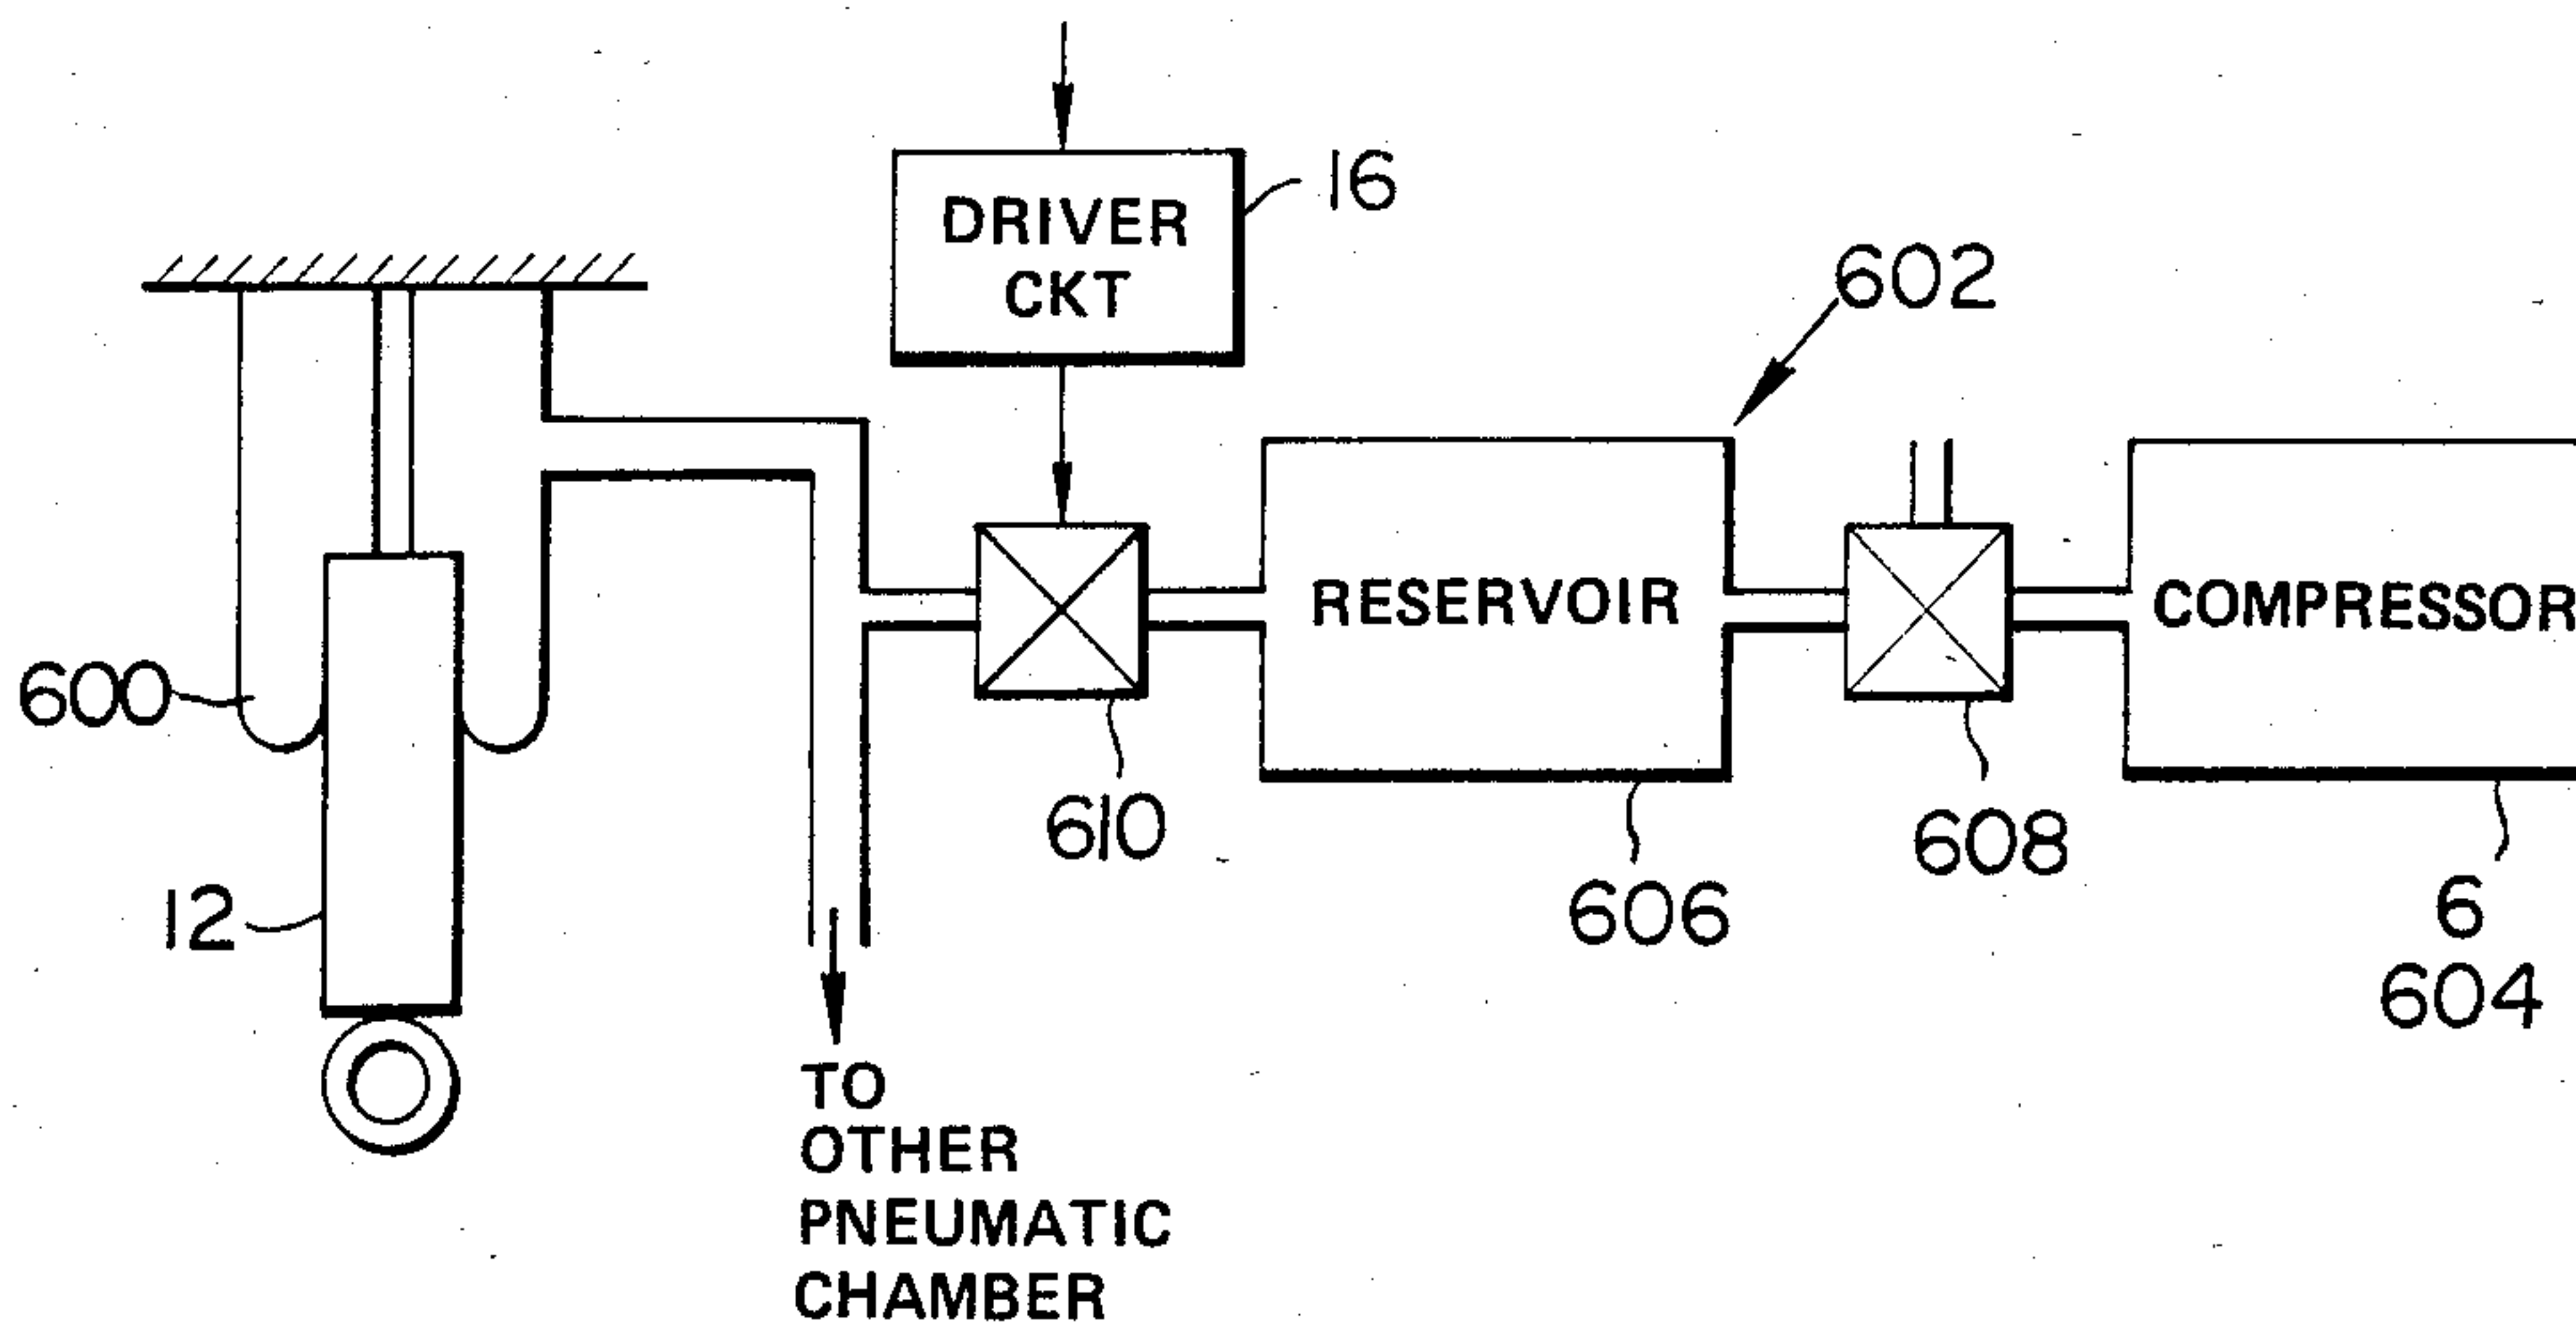 16
DRIVER
CKT
602
RESERVOIR
COMPRESSOR
600
610
608
606
12
6
604
TO
OTHER
PNEUMATIC
CHAMBER